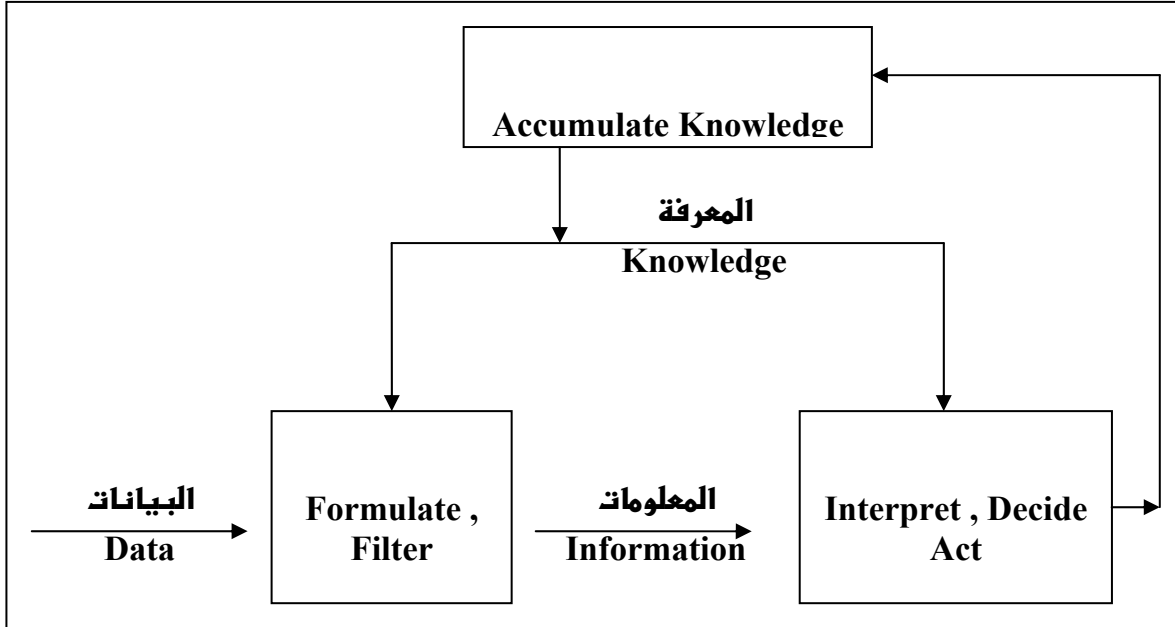 Accumulate Knowledge
المعرفة
Knowledge
البيانات
Data
Formulate ,
Filter
المعلومات
Information
Interpret , Decide
Act